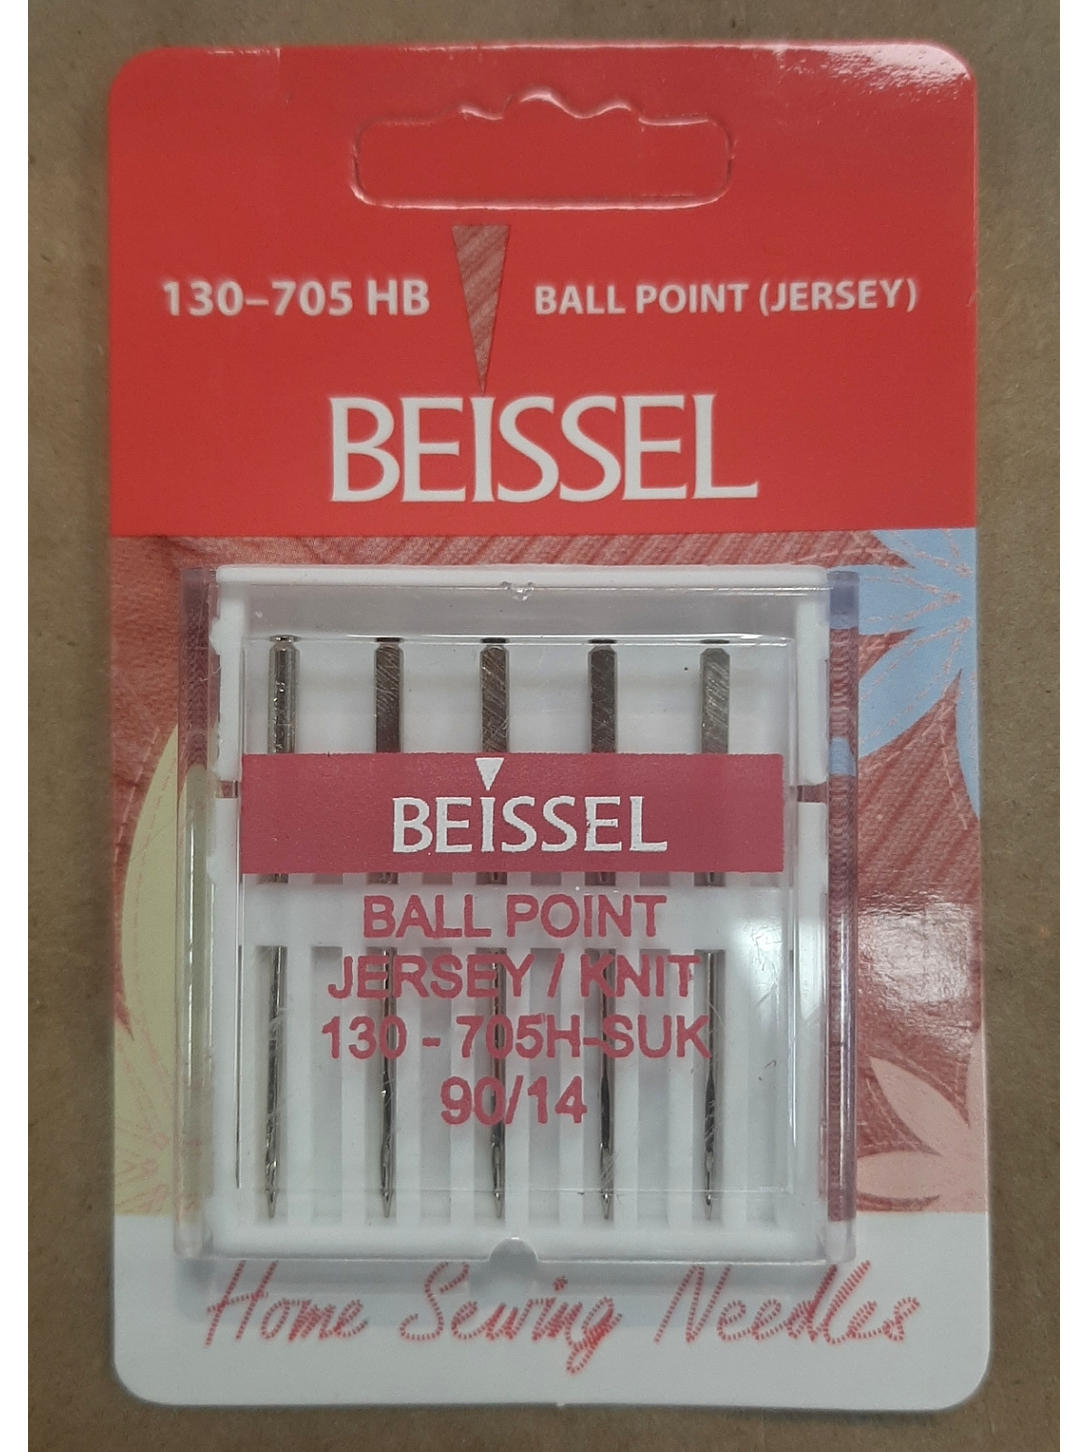 130–705 HB BALL POINT (JERSEY)
BEISSEL
BEISSEL
BALL POINT
JERSEY / KNIT
130 - 705H-SUK
90/14
Home Sewing Needles